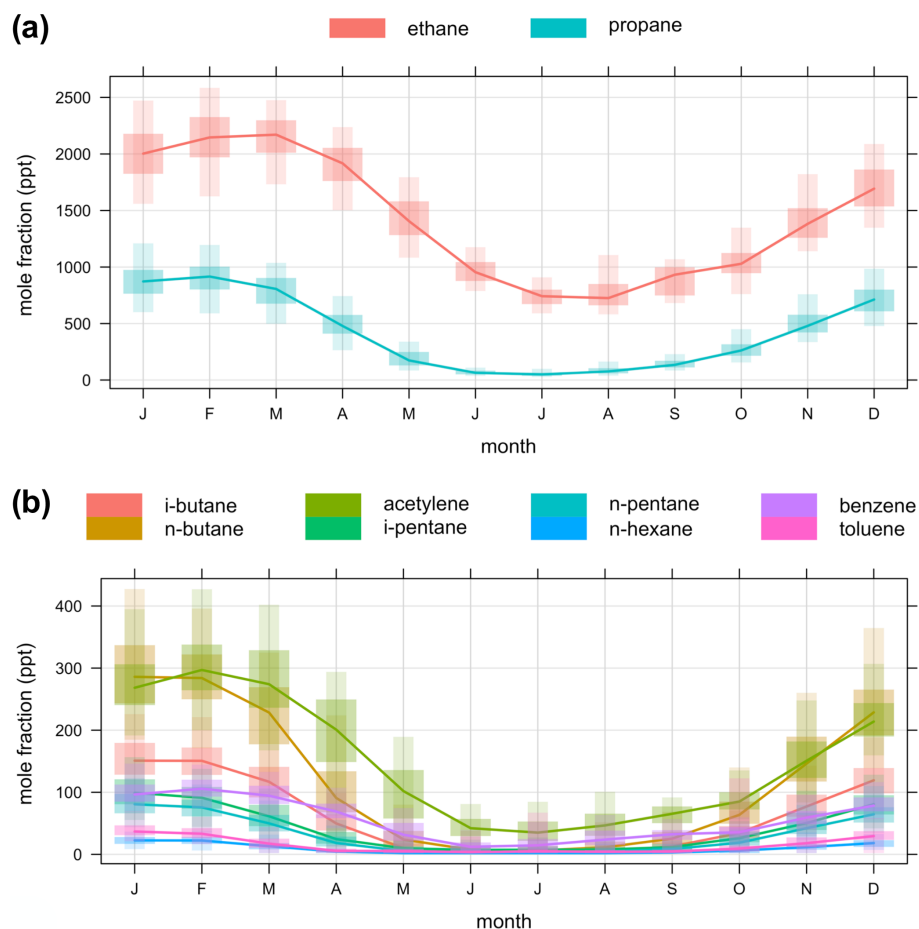 (a)
ethane propane
2500
2000
1500
1000
500
0
mole fraction (ppt)
J F M A M J J A S O N D
month
(b)
i-butane acetylene n-pentane benzene
n-butane i-pentane n-hexane toluene
400
300
200
100
0
mole fraction (ppt)
J F M A M J J A S O N D
month